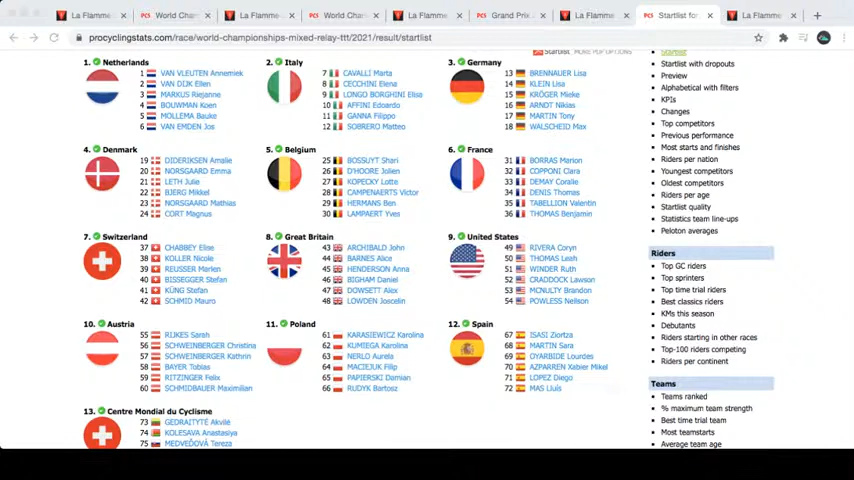 La Flamme
World Cham
La Flamme
World Cham
La Flamme
Grand Prix
La Flamme
Startlist for
La Flamme
procyclingstats.com/race/world-championships-mixed-relay-ttt/2021/result/startlist
Startlist MORE PDF OPTIONS
1. Netherlands
1 VAN VLEUTEN Annemiek
2 VAN DIJK Ellen
3 MARKUS Riejanne
4 BOUWMAN Koen
5 MOLLEMA Bauke
6 VAN EMDEN Jos
2. Italy
7 CAVALLI Marta
8 CECCHINI Elena
9 LONGO BORGHINI Elisa
10 AFFINI Edoardo
11 GANNA Filippo
12 SOBRERO Matteo
3. Germany
13 BRENNAUER Lisa
14 KLEIN Lisa
15 KRÖGER Mieke
16 ARNDT Nikias
17 MARTIN Tony
18 WALSCHEID Max
4. Denmark
19 DIDERIKSEN Amalie
20 NORSGAARD Emma
21 LETH Julie
22 BJERG Mikkel
23 NORSGAARD Mathias
24 CORT Magnus
5. Belgium
25 BOSSUYT Shari
26 D'HOORE Jolien
27 KOPECKY Lotte
28 CAMPENAERTS Victor
29 HERMANS Ben
30 LAMPAERT Yves
6. France
31 BORRAS Marion
32 COPPONI Clara
33 DEMAY Coralie
34 DENIS Thomas
35 TABELLION Valentin
36 THOMAS Benjamin
7. Switzerland
37 CHABBEY Elise
38 KOLLER Nicole
39 REUSSER Marlen
40 BISSEGGER Stefan
41 KÜNG Stefan
42 SCHMID Mauro
8. Great Britain
43 ARCHIBALD John
44 BARNES Alice
45 HENDERSON Anna
46 BIGHAM Daniel
47 DOWSETT Alex
48 LOWDEN Joscelin
9. United States
49 RIVERA Coryn
50 THOMAS Leah
51 WINDER Ruth
52 CRADDOCK Lawson
53 MCNULTY Brandon
54 POWLESS Neilson
10. Austria
55 RIJKES Sarah
56 SCHWEINBERGER Christina
57 SCHWEINBERGER Kathrin
58 BAYER Tobias
59 RITZINGER Felix
60 SCHMIDBAUER Maximilian
11. Poland
61 KARASIEWICZ Karolina
62 KUMIEGA Karolina
63 NERLO Aurela
64 MACIEJUK Filip
65 PAPIERSKI Damian
66 RUDYK Bartosz
12. Spain
67 ISASI Ziortza
68 MARTIN Sara
69 OYARBIDE Lourdes
70 AZPARREN Xabier Mikel
71 LÓPEZ Diego
72 MAS Lluís
13. Centre Mondial du Cyclisme
73 GEDRAITYTĖ Akvilė
74 KOLESAVA Anastasiya
75 MEDVEĎOVÁ Tereza
Startlist
Startlist with dropouts
Preview
Alphabetical with filters
KPIs
Changes
Top competitors
Previous performance
Most starts and finishes
Riders per nation
Youngest competitors
Oldest competitors
Riders per age
Startlist quality
Statistics team line-ups
Peloton averages
Riders
Top GC riders
Top sprinters
Top time trial riders
Best classics riders
KMs this season
Debutants
Riders starting in other races
Top-100 riders competing
Riders per continent
Teams
Teams ranked
% maximum team strength
Best time trial team
Most teamstarts
Average team age